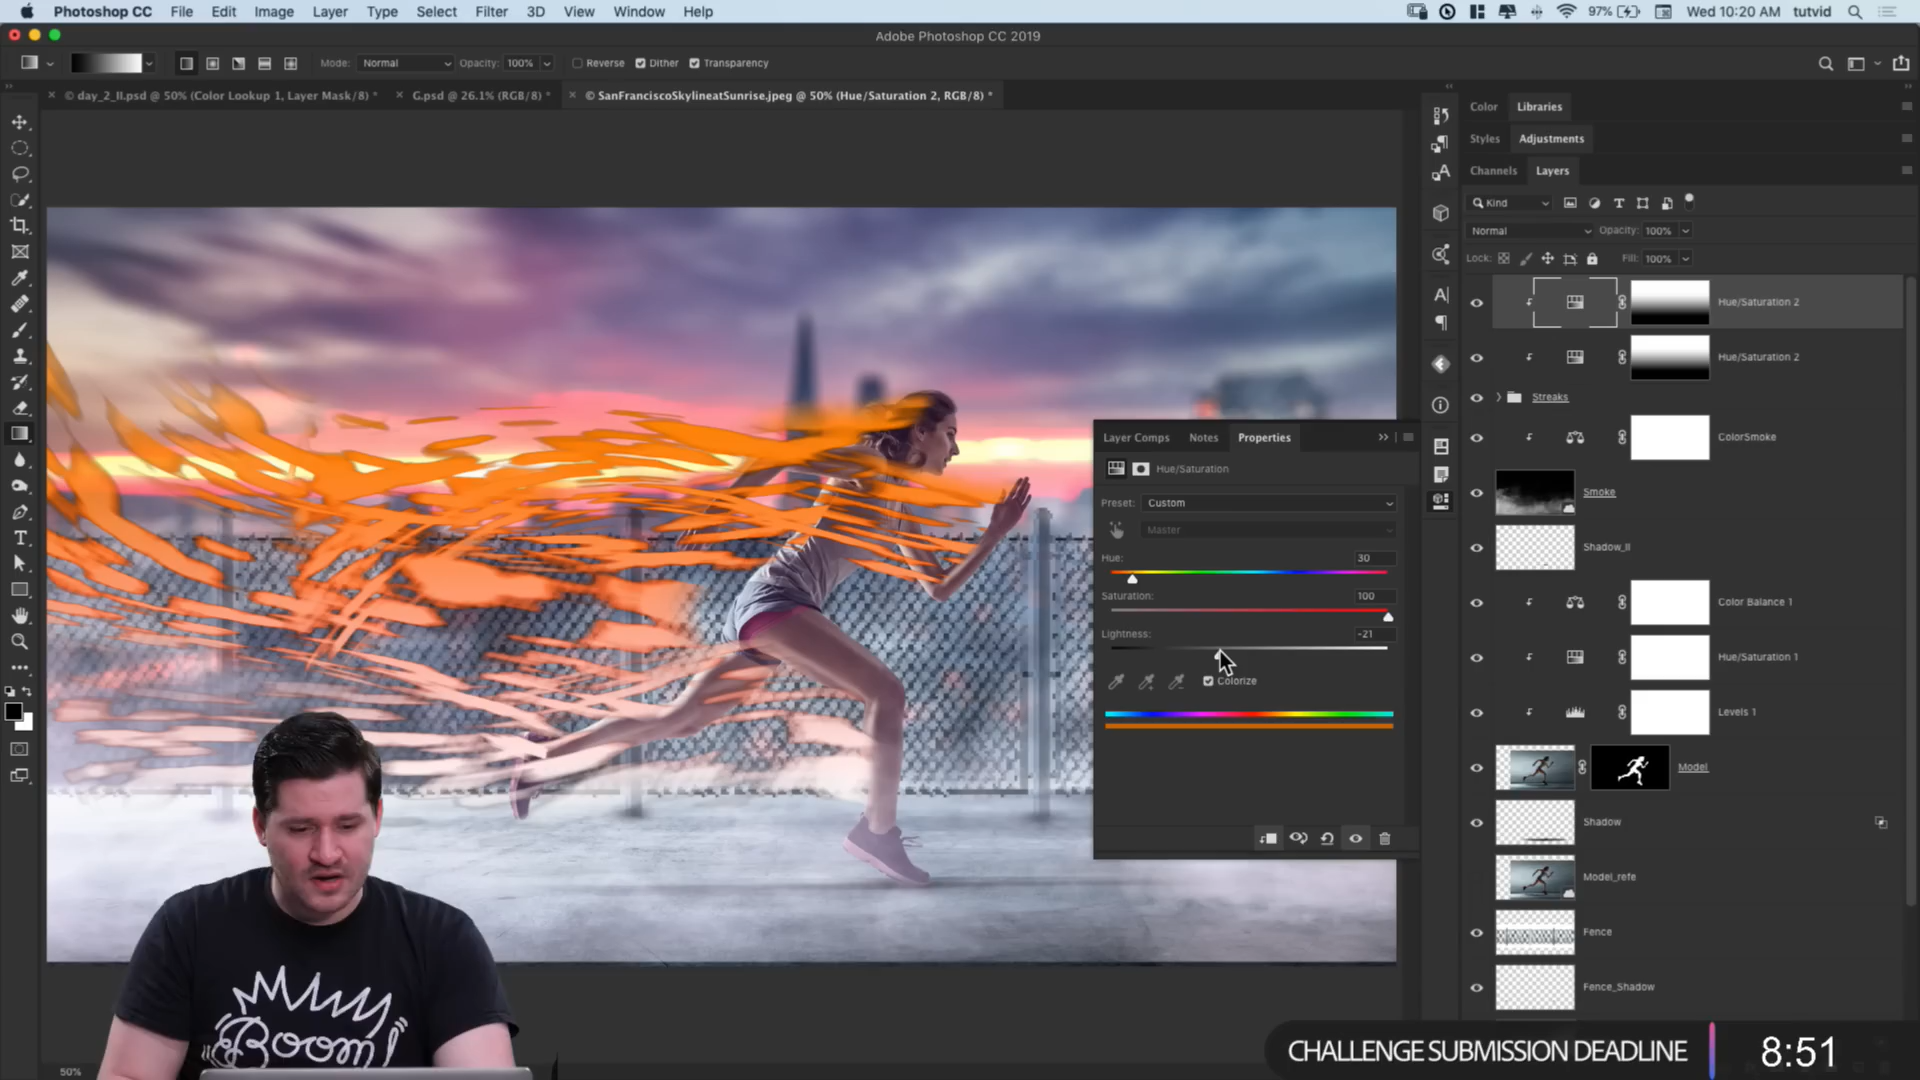 Photoshop CC File Edit Image Layer Type Select Filter 3D View Window Help
97% Wed 10:20 AM tutvid
Adobe Photoshop CC 2019
Mode: Normal Opacity: 100% Reverse Dither Transparency
© day_2_II.psd @ 50% (Color Lookup 1, Layer Mask/8) *
G.psd @ 26.1% (RGB/8) *
© SanFranciscoSkylineatSunrise.jpeg @ 50% (Hue/Saturation 2, RGB/8) *
Color Libraries
Styles Adjustments
Channels Layers
Kind
Normal Opacity: 100%
Lock: Fill: 100%
Hue/Saturation 2
Hue/Saturation 2
Streaks
ColorSmoke
Smoke
Shadow_II
Color Balance 1
Hue/Saturation 1
Levels 1
Model
Shadow
Model_refe
Fence
Fence_Shadow
Layer Comps Notes Properties
Hue/Saturation
Preset: Custom
Master
Hue: 30
Saturation: 100
Lightness: -21
Colorize
Boom!
50%
CHALLENGE SUBMISSION DEADLINE 8:51